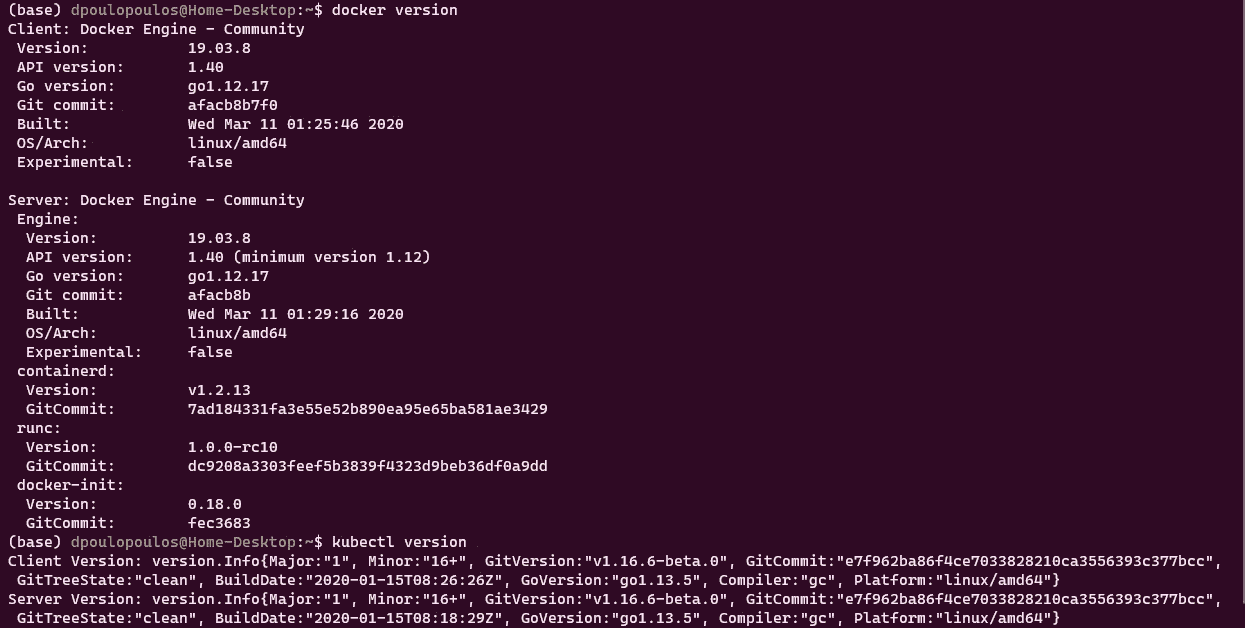 (base) dpoulopoulos@Home-Desktop:~$ docker version
Client: Docker Engine - Community
 Version:           19.03.8
 API version:       1.40
 Go version:        go1.12.17
 Git commit:        afacb8b7f0
 Built:             Wed Mar 11 01:25:46 2020
 OS/Arch:           linux/amd64
 Experimental:      false

Server: Docker Engine - Community
 Engine:
  Version:          19.03.8
  API version:      1.40 (minimum version 1.12)
  Go version:       go1.12.17
  Git commit:       afacb8b
  Built:            Wed Mar 11 01:29:16 2020
  OS/Arch:          linux/amd64
  Experimental:     false
 containerd:
  Version:          v1.2.13
  GitCommit:        7ad184331fa3e55e52b890ea95e65ba581ae3429
 runc:
  Version:          1.0.0-rc10
  GitCommit:        dc9208a3303feef5b3839f4323d9beb36df0a9dd
 docker-init:
  Version:          0.18.0
  GitCommit:        fec3683
(base) dpoulopoulos@Home-Desktop:~$ kubectl version
Client Version: version.Info{Major:"1", Minor:"16+", GitVersion:"v1.16.6-beta.0", GitCommit:"e7f962ba86f4ce7033828210ca3556393c377bcc",
 GitTreeState:"clean", BuildDate:"2020-01-15T08:26:26Z", GoVersion:"go1.13.5", Compiler:"gc", Platform:"linux/amd64"}
Server Version: version.Info{Major:"1", Minor:"16+", GitVersion:"v1.16.6-beta.0", GitCommit:"e7f962ba86f4ce7033828210ca3556393c377bcc",
 GitTreeState:"clean", BuildDate:"2020-01-15T08:18:29Z", GoVersion:"go1.13.5", Compiler:"gc", Platform:"linux/amd64"}